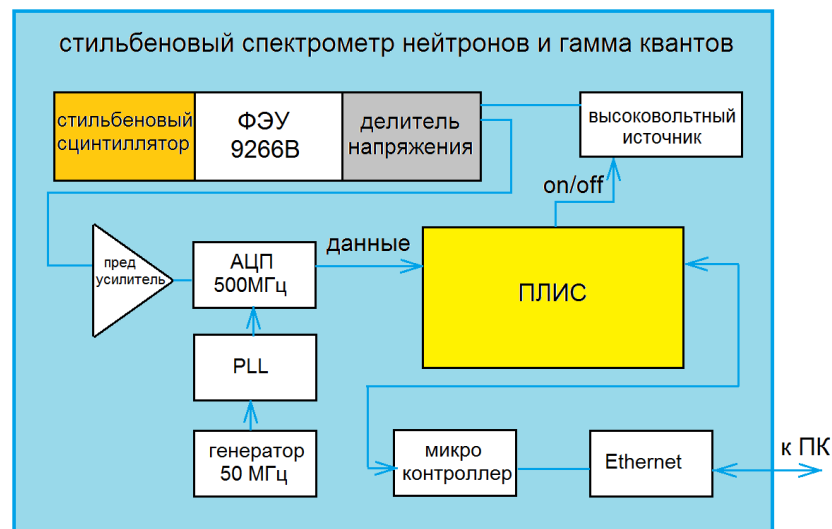 стильбеновый спектрометр нейтронов и гамма квантов
стильбеновый
сцинтиллятор
ФЭУ
9266В
делитель
напряжения
высоковольтный
источник
on/off
пред
усилитель
АЦП
500МГц
данные
ПЛИС
PLL
генератор
50 МГц
микро
контроллер
Ethernet
к ПК